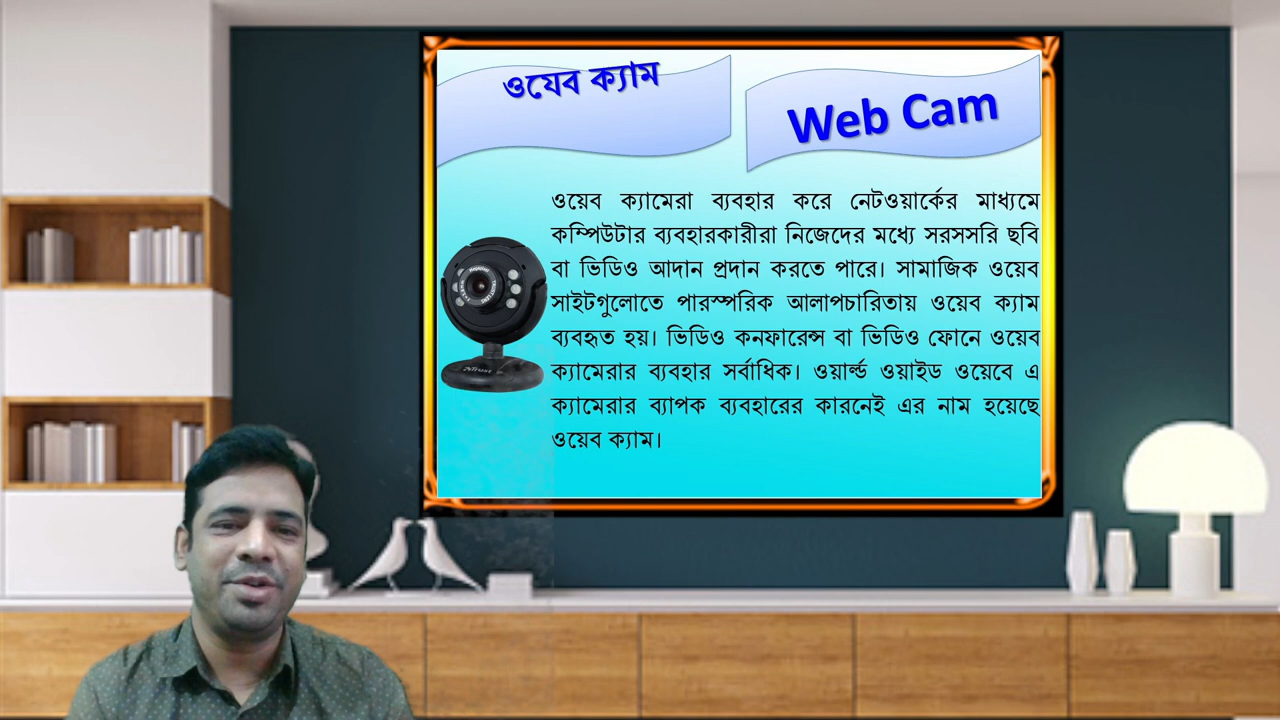 ওযেব ক্যাম
Web Cam
ওয়েব ক্যামেরা ব্যবহার করে নেটওয়ার্কের মাধ্যমে
কম্পিউটার ব্যবহারকারীরা নিজেদের মধ্যে সরসসরি ছবি
বা ভিডিও আদান প্রদান করতে পারে। সামাজিক ওয়েব
সাইটগুলোতে পারস্পরিক আলাপচারিতায় ওয়েব ক্যাম
ব্যবহৃত হয়। ভিডিও কনফারেন্স বা ভিডিও ফোনে ওয়েব
ক্যামেরার ব্যবহার সর্বাধিক। ওয়ার্ল্ড ওয়াইড ওয়েবে এ
ক্যামেরার ব্যাপক ব্যবহারের কারনেই এর নাম হয়েছে
ওয়েব ক্যাম।